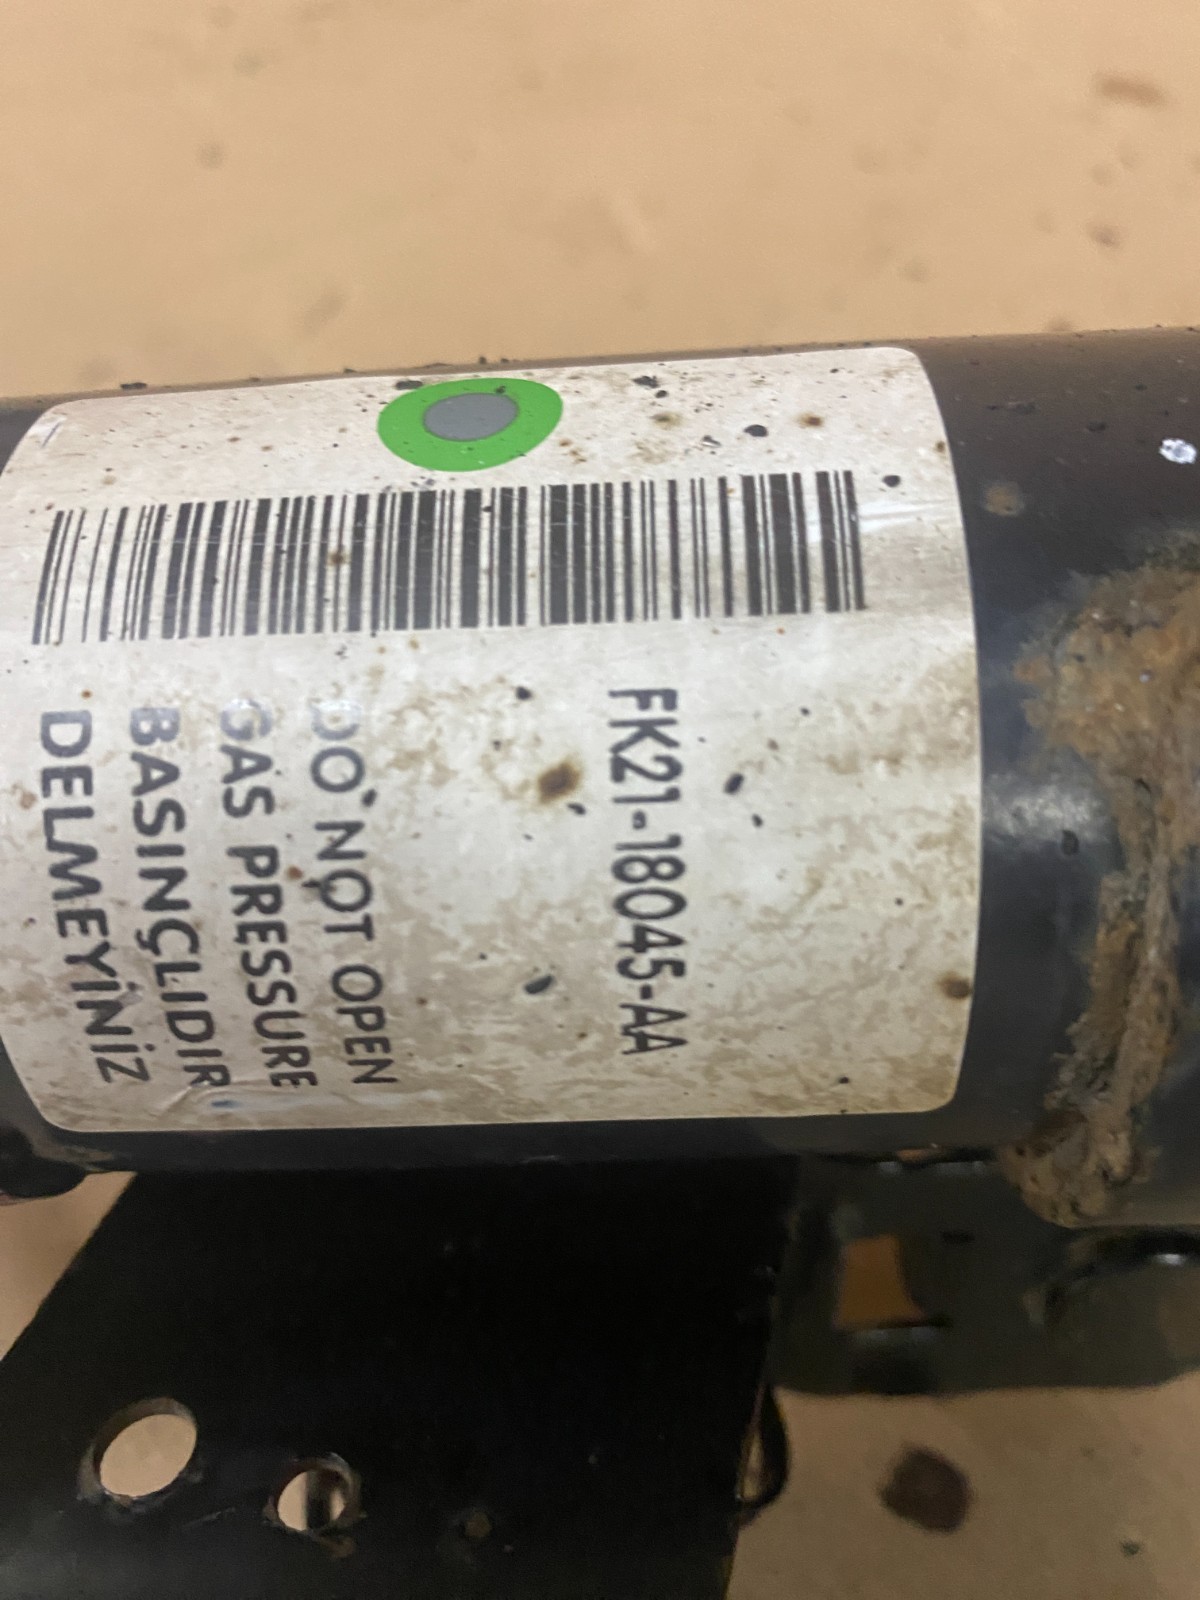 FK21-18045-AA
DO NOT OPEN
GAS PRESSURE
BASINÇLIDIR
DELMEYİNİZ